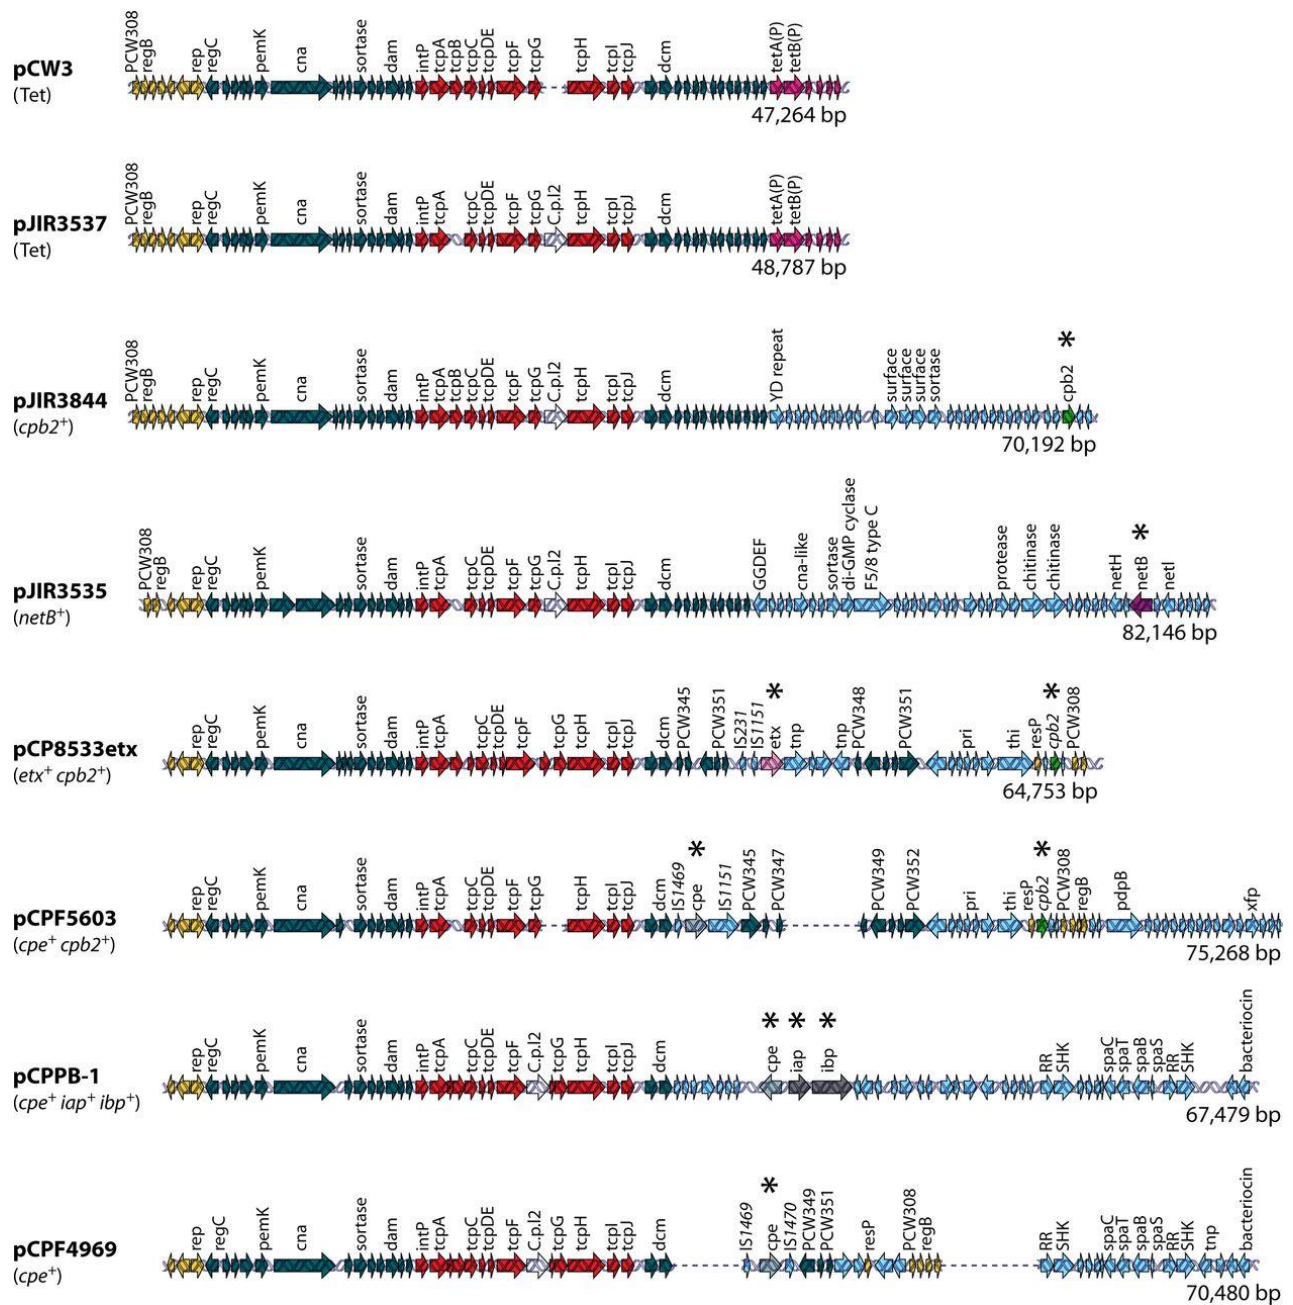 PCW308 regB rep regC pemK cna sortase dam intP tcpA tcpB tcpC tcpDE tcpF tcpG tcpH tcpI tcpJ dcm tetA(P) tetB(P)
pCW3
(Tet)
47,264 bp
PCW308 regB rep regC pemK cna sortase dam intP tcpA tcpC tcpDE tcpF tcpG C.p.I2 tcpH tcpI tcpJ dcm tetA(P) tetB(P)
pJIR3537
(Tet)
48,787 bp
*
PCW308 regB rep regC pemK cna sortase dam intP tcpA tcpB tcpC tcpDE tcpF tcpG C.p.I2 tcpH tcpI tcpJ dcm YD repeat surface surface surface sortase cpb2
pJIR3844
(cpb2⁺)
70,192 bp
*
PCW308 regB rep regC pemK sortase dam intP tcpA tcpC tcpDE tcpF tcpG C.p.I2 tcpH tcpI tcpJ dcm GGDEF cna-like sortase di-GMP cyclase F5/8 type C protease chitinase chitinase netH netB netI
pJIR3535
(netB⁺)
82,146 bp
* *
rep regC pemK cna sortase dam intP tcpA tcpC tcpDE tcpF tcpG tcpH tcpI tcpJ dcm PCW345 PCW351 IS231 IS1151 etx tnp tnp PCW348 PCW351 pri thi resP cpb2 PCW308
pCP8533etx
(etx⁺ cpb2⁺)
64,753 bp
* *
rep regC pemK cna sortase dam intP tcpA tcpC tcpDE tcpF tcpG tcpH tcpI tcpJ dcm IS1469 cpe IS1151 PCW345 PCW347 PCW349 PCW352 pri thi resP cpb2 PCW308 regB pdpB xfp
pCPF5603
(cpe⁺ cpb2⁺)
75,268 bp
* * *
rep regC pemK cna sortase dam intP tcpA tcpC tcpDE tcpF C.p.I2 tcpG tcpH tcpI tcpJ dcm cpe iap ibp RR SHK spaC spaT spaB spaS RR SHK bacteriocin
pCPPB-1
(cpe⁺ iap⁺ ibp⁺)
67,479 bp
*
rep regC pemK cna sortase dam intP tcpA tcpC tcpDE tcpF C.p.I2 tcpG tcpH tcpI tcpJ dcm IS1469 cpe IS1470 PCW349 PCW351 resP PCW308 regB RR SHK spaC spaT spaB spaS RR SHK tnp bacteriocin
pCPF4969
(cpe⁺)
70,480 bp